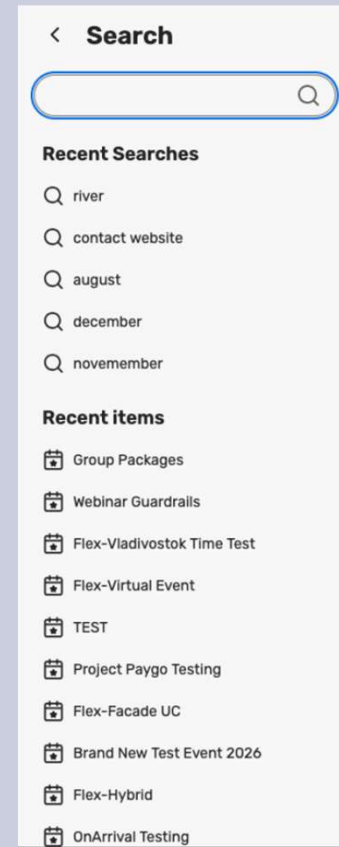 Search
Recent Searches
river
contact website
august
december
novemember
Recent items
Group Packages
Webinar Guardrails
Flex-Vladivostok Time Test
Flex-Virtual Event
TEST
Project Paygo Testing
Flex-Facade UC
Brand New Test Event 2026
Flex-Hybrid
OnArrival Testing